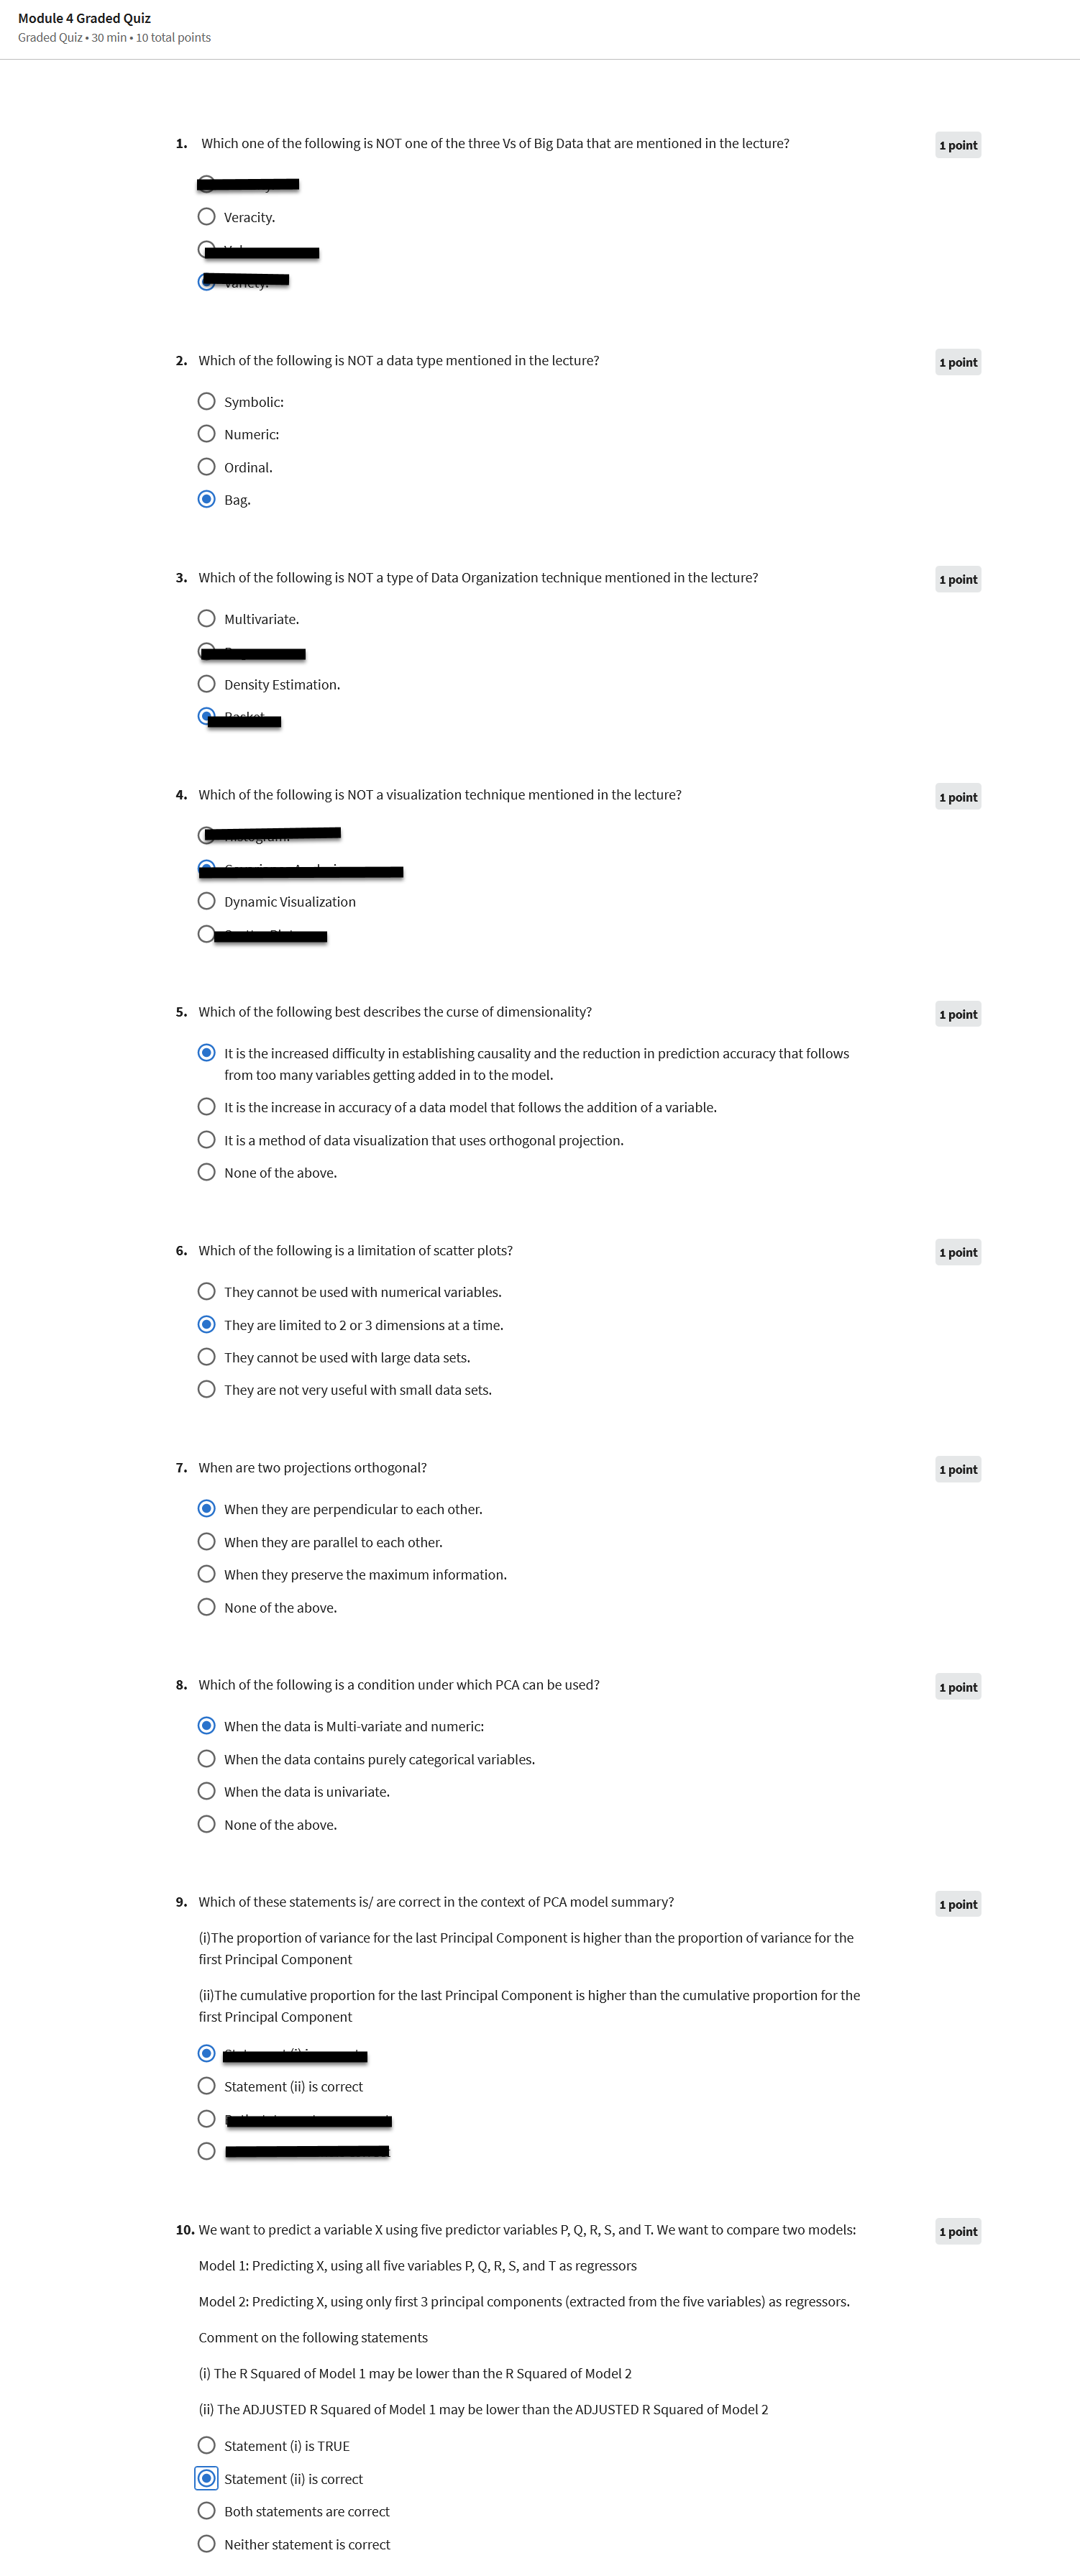 Module 4 Graded Quiz
Graded Quiz • 30 min • 10 total points
1. Which one of the following is NOT one of the three Vs of Big Data that are mentioned in the lecture?
1 point
Veracity.
Variety.
2. Which of the following is NOT a data type mentioned in the lecture?
1 point
Symbolic:
Numeric:
Ordinal.
Bag.
3. Which of the following is NOT a type of Data Organization technique mentioned in the lecture?
1 point
Multivariate.
Density Estimation.
4. Which of the following is NOT a visualization technique mentioned in the lecture?
1 point
Dynamic Visualization
5. Which of the following best describes the curse of dimensionality?
1 point
It is the increased difficulty in establishing causality and the reduction in prediction accuracy that follows
from too many variables getting added in to the model.
It is the increase in accuracy of a data model that follows the addition of a variable.
It is a method of data visualization that uses orthogonal projection.
None of the above.
6. Which of the following is a limitation of scatter plots?
1 point
They cannot be used with numerical variables.
They are limited to 2 or 3 dimensions at a time.
They cannot be used with large data sets.
They are not very useful with small data sets.
7. When are two projections orthogonal?
1 point
When they are perpendicular to each other.
When they are parallel to each other.
When they preserve the maximum information.
None of the above.
8. Which of the following is a condition under which PCA can be used?
1 point
When the data is Multi-variate and numeric:
When the data contains purely categorical variables.
When the data is univariate.
None of the above.
9. Which of these statements is/ are correct in the context of PCA model summary?
1 point
(i)The proportion of variance for the last Principal Component is higher than the proportion of variance for the
first Principal Component
(ii)The cumulative proportion for the last Principal Component is higher than the cumulative proportion for the
first Principal Component
Statement (ii) is correct
10. We want to predict a variable X using five predictor variables P, Q, R, S, and T. We want to compare two models:
1 point
Model 1: Predicting X, using all five variables P, Q, R, S, and T as regressors
Model 2: Predicting X, using only first 3 principal components (extracted from the five variables) as regressors.
Comment on the following statements
(i) The R Squared of Model 1 may be lower than the R Squared of Model 2
(ii) The ADJUSTED R Squared of Model 1 may be lower than the ADJUSTED R Squared of Model 2
Statement (i) is TRUE
Statement (ii) is correct
Both statements are correct
Neither statement is correct